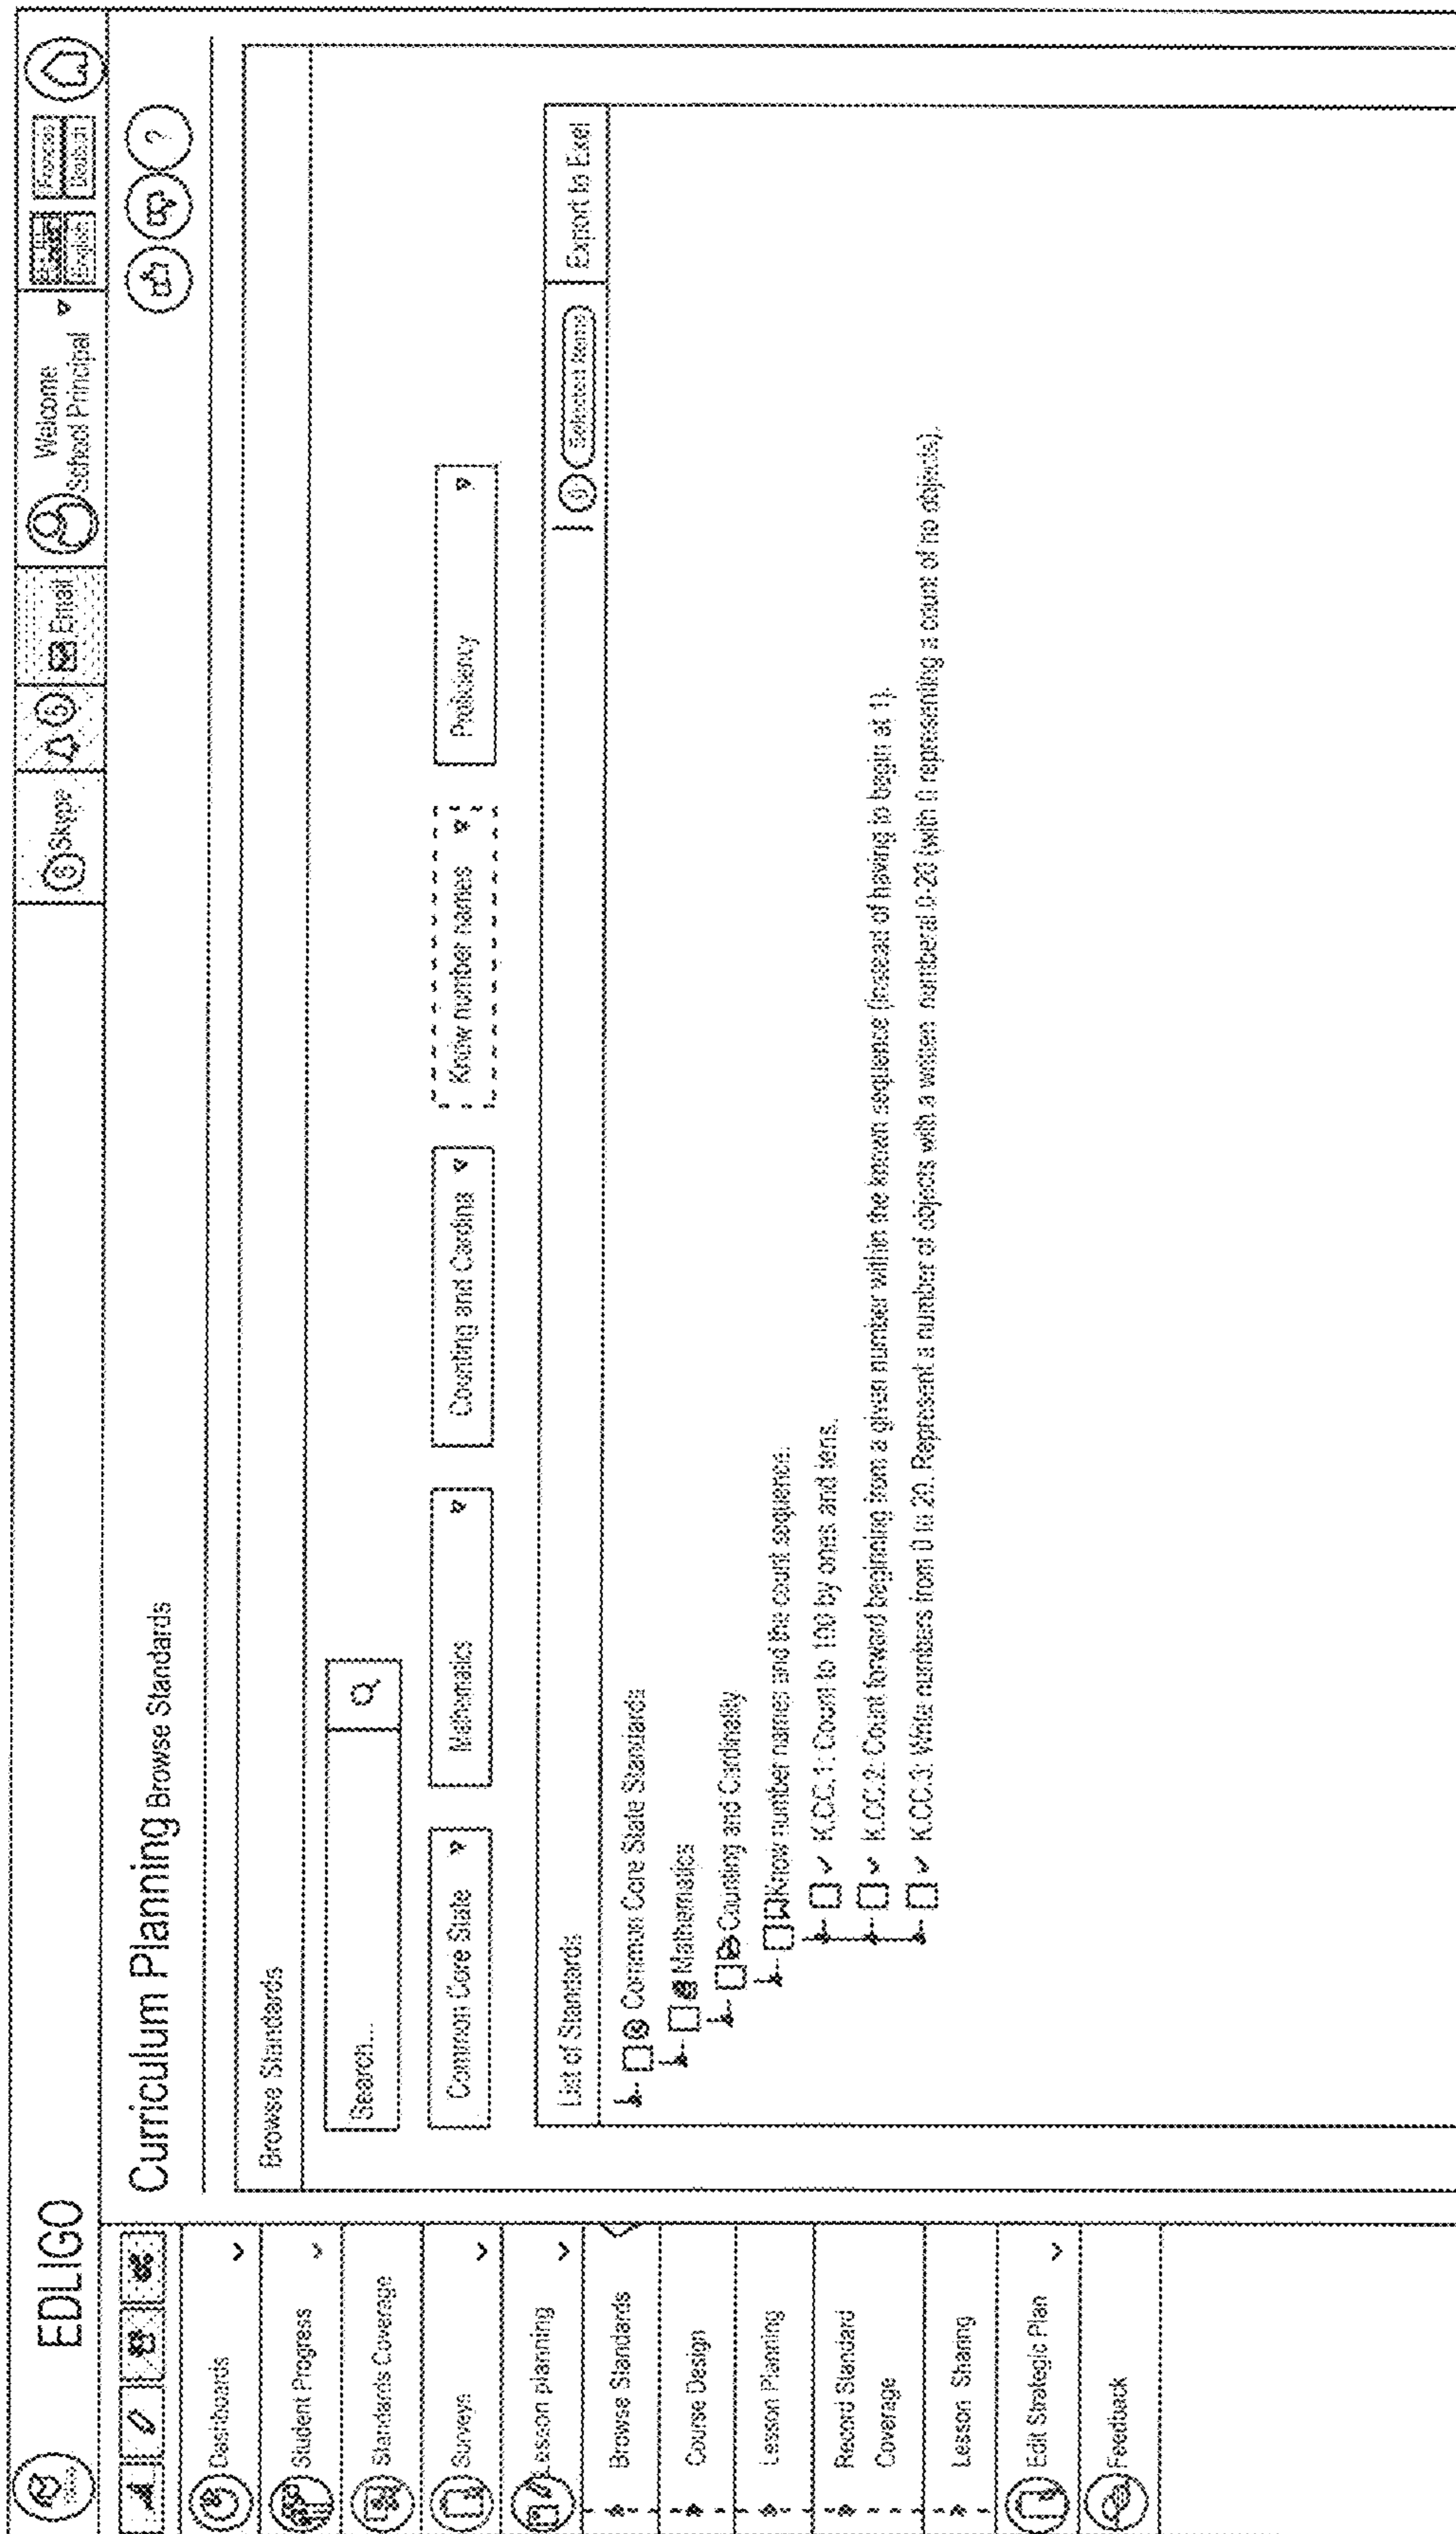 EDLIGO
Skype
Email
Welcome
School Principal
English
Francais
Deutsch
Dashboards
Student Progress
Standards Coverage
Surveys
Lesson planning
Browse Standards
Course Design
Lesson Planning
Record Standard
Coverage
Lesson Sharing
Edit Strategic Plan
Feedback
Curriculum Planning Browse Standards
?
Browse Standards
Search...
Common Core State
Mathematics
Counting and Cardina
Know number names
Proficiency
List of Standards
Selected items
Export to Exel
Common Core State Standards
Mathematics
Counting and Cardinality
Know number names and the count sequence.
K.CC.1: Count to 100 by ones and tens.
K.CC.2: Count forward beginning from a given number within the known sequence (instead of having to begin at 1).
K.CC.3: Write numbers from 0 to 20. Represent a number of objects with a written numberal 0-20 (with 0 representing a count of no objects).